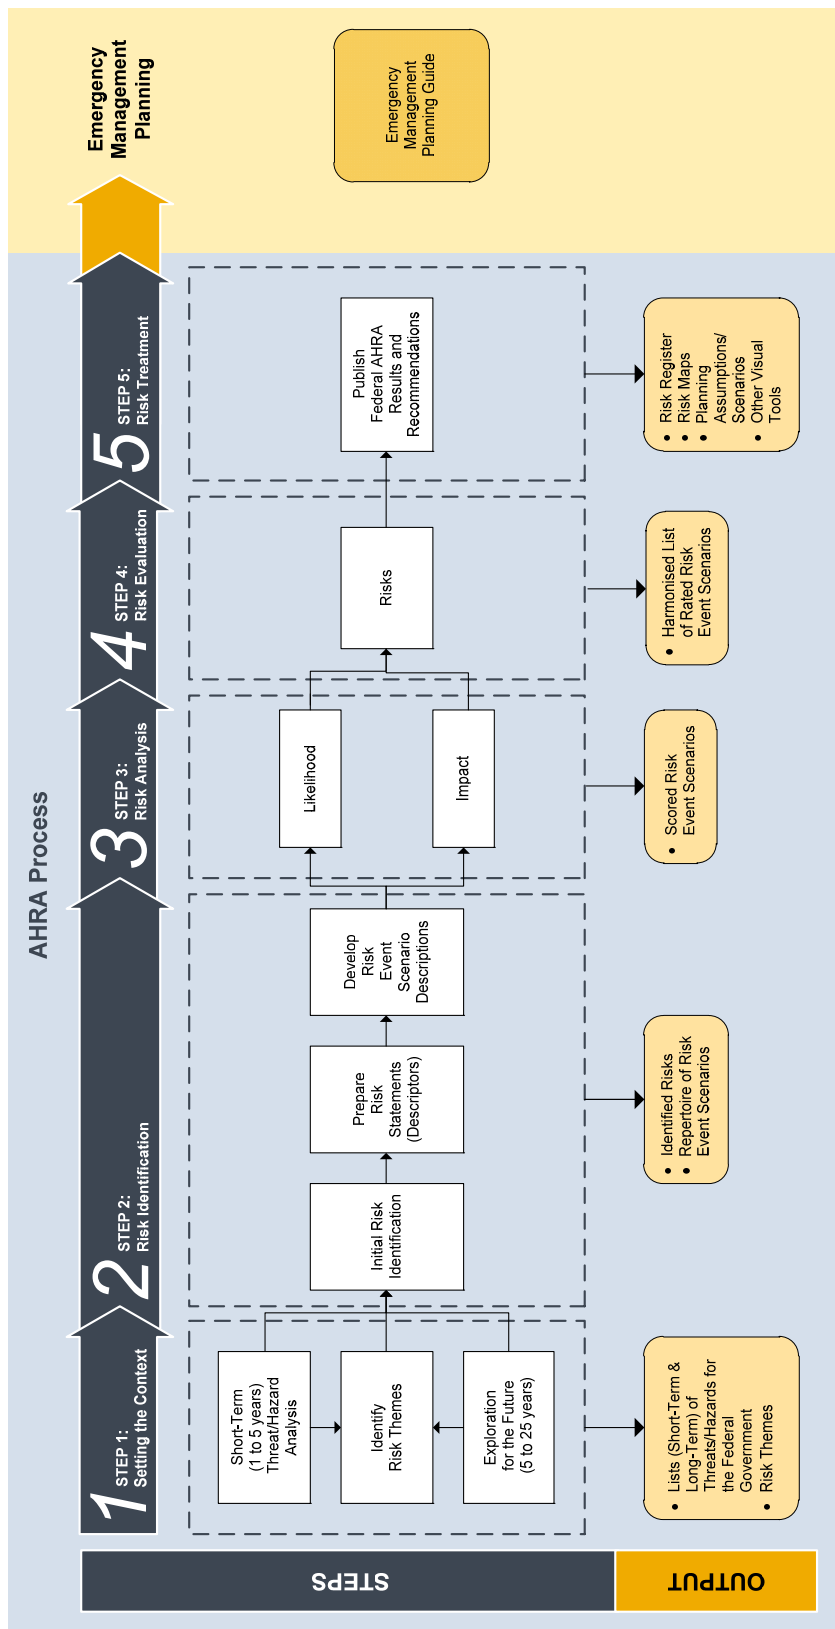 AHRA Process
1
STEP 1:
Setting the Context
2
STEP 2:
Risk Identification
3
STEP 3:
Risk Analysis
4
STEP 4:
Risk Evaluation
5
STEP 5:
Risk Treatment
Emergency
Management
Planning
STEPS
Short-Term
(1 to 5 years)
Threat/Hazard
Analysis
Identify
Risk Themes
Exploration
for the Future
(5 to 25 years)
Initial Risk
Identification
Prepare
Risk
Statements
(Descriptors)
Develop
Risk
Event
Scenario
Descriptions
Likelihood
Impact
Risks
Publish
Federal AHRA
Results and
Recommendations
Emergency
Management
Planning Guide
OUTPUT
• Lists (Short-Term &
Long-Term) of
Threats/Hazards for
the Federal
Government
• Risk Themes
• Identified Risks
• Repertoire of Risk
Event Scenarios
• Scored Risk
Event Scenarios
• Harmonised List
of Rated Risk
Event Scenarios
• Risk Register
• Risk Maps
• Planning
Assumptions/
Scenarios
• Other Visual
Tools